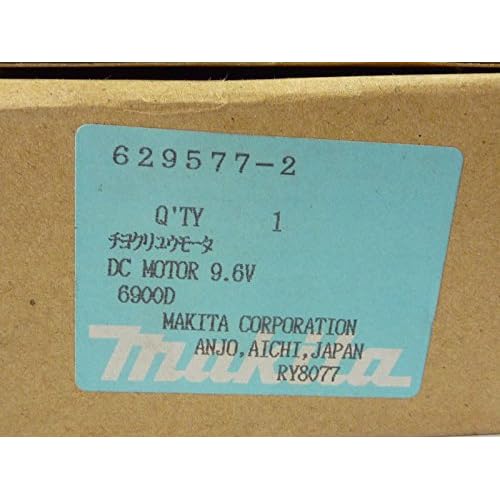 629577-2
Q'TY 1
チヨクリユウモータ
DC MOTOR 9.6V
6900D
MAKITA CORPORATION
ANJO,AICHI,JAPAN
RY8077
makita